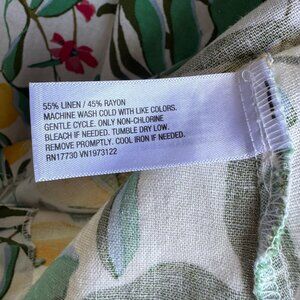 55% LINEN / 45% RAYON
MACHINE WASH COLD WITH LIKE COLORS.
GENTLE CYCLE. ONLY NON-CHLORINE
BLEACH IF NEEDED. TUMBLE DRY LOW.
REMOVE PROMPTLY. COOL IRON IF NEEDED.
RN17730 VN1973122